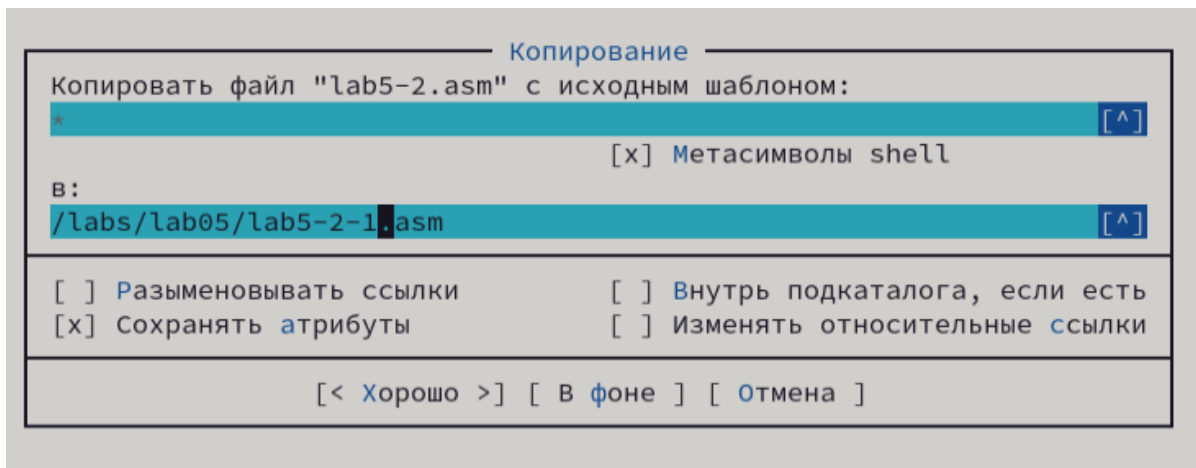 Копирование
Копировать файл "lab5-2.asm" с исходным шаблоном:
* [^]
[x] Метасимволы shell
в:
/labs/lab05/lab5-2-1.asm [^]
[ ] Разыменовывать ссылки [ ] Внутрь подкаталога, если есть
[x] Сохранять атрибуты [ ] Изменять относительные ссылки
[< Хорошо >] [ В фоне ] [ Отмена ]